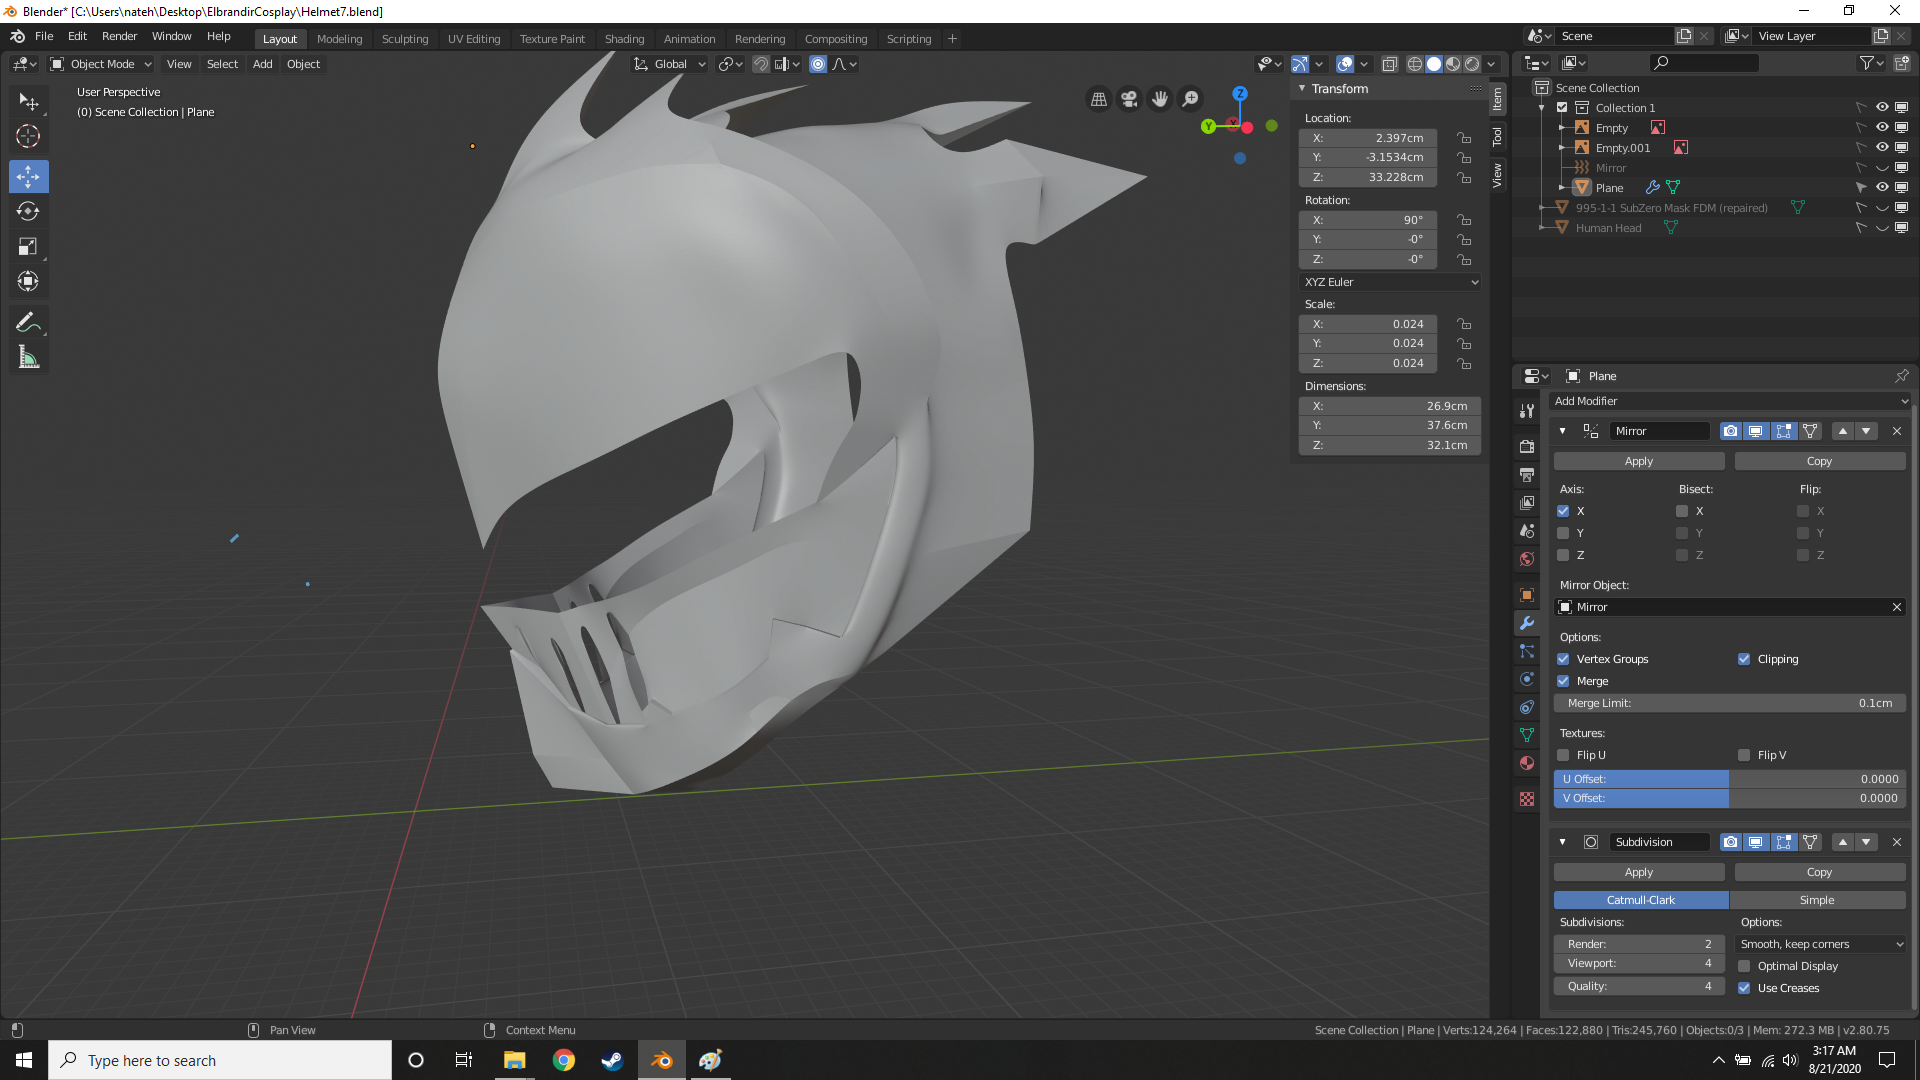 Blender* [C:\Users\nateh\Desktop\ElbrandirCosplay\Helmet7.blend]
File Edit Render Window Help
Layout Modeling Sculpting UV Editing Texture Paint Shading Animation Rendering Compositing Scripting +
Scene
View Layer
Object Mode View Select Add Object
Global
User Perspective
(0) Scene Collection | Plane
Z
Y
Item
Tool
View
Transform
Location:
X: 2.397cm
Y: -3.1534cm
Z: 33.228cm
Rotation:
X: 90°
Y: -0°
Z: -0°
XYZ Euler
Scale:
X: 0.024
Y: 0.024
Z: 0.024
Dimensions:
X: 26.9cm
Y: 37.6cm
Z: 32.1cm
Scene Collection
Collection 1
Empty
Empty.001
Mirror
Plane
995-1-1 SubZero Mask FDM (repaired)
Human Head
Plane
Add Modifier
Mirror
Apply Copy
Axis: Bisect: Flip:
X X X
Y Y Y
Z Z Z
Mirror Object:
Mirror
Options:
Vertex Groups Clipping
Merge
Merge Limit: 0.1cm
Textures:
Flip U Flip V
U Offset: 0.0000
V Offset: 0.0000
Subdivision
Apply Copy
Catmull-Clark Simple
Subdivisions: Options:
Render: 2 Smooth, keep corners
Viewport: 4 Optimal Display
Quality: 4 Use Creases
Pan View
Context Menu
Scene Collection | Plane | Verts:124,264 | Faces:122,880 | Tris:245,760 | Objects:0/3 | Mem: 272.3 MB | v2.80.75
Type here to search
3:17 AM
8/21/2020